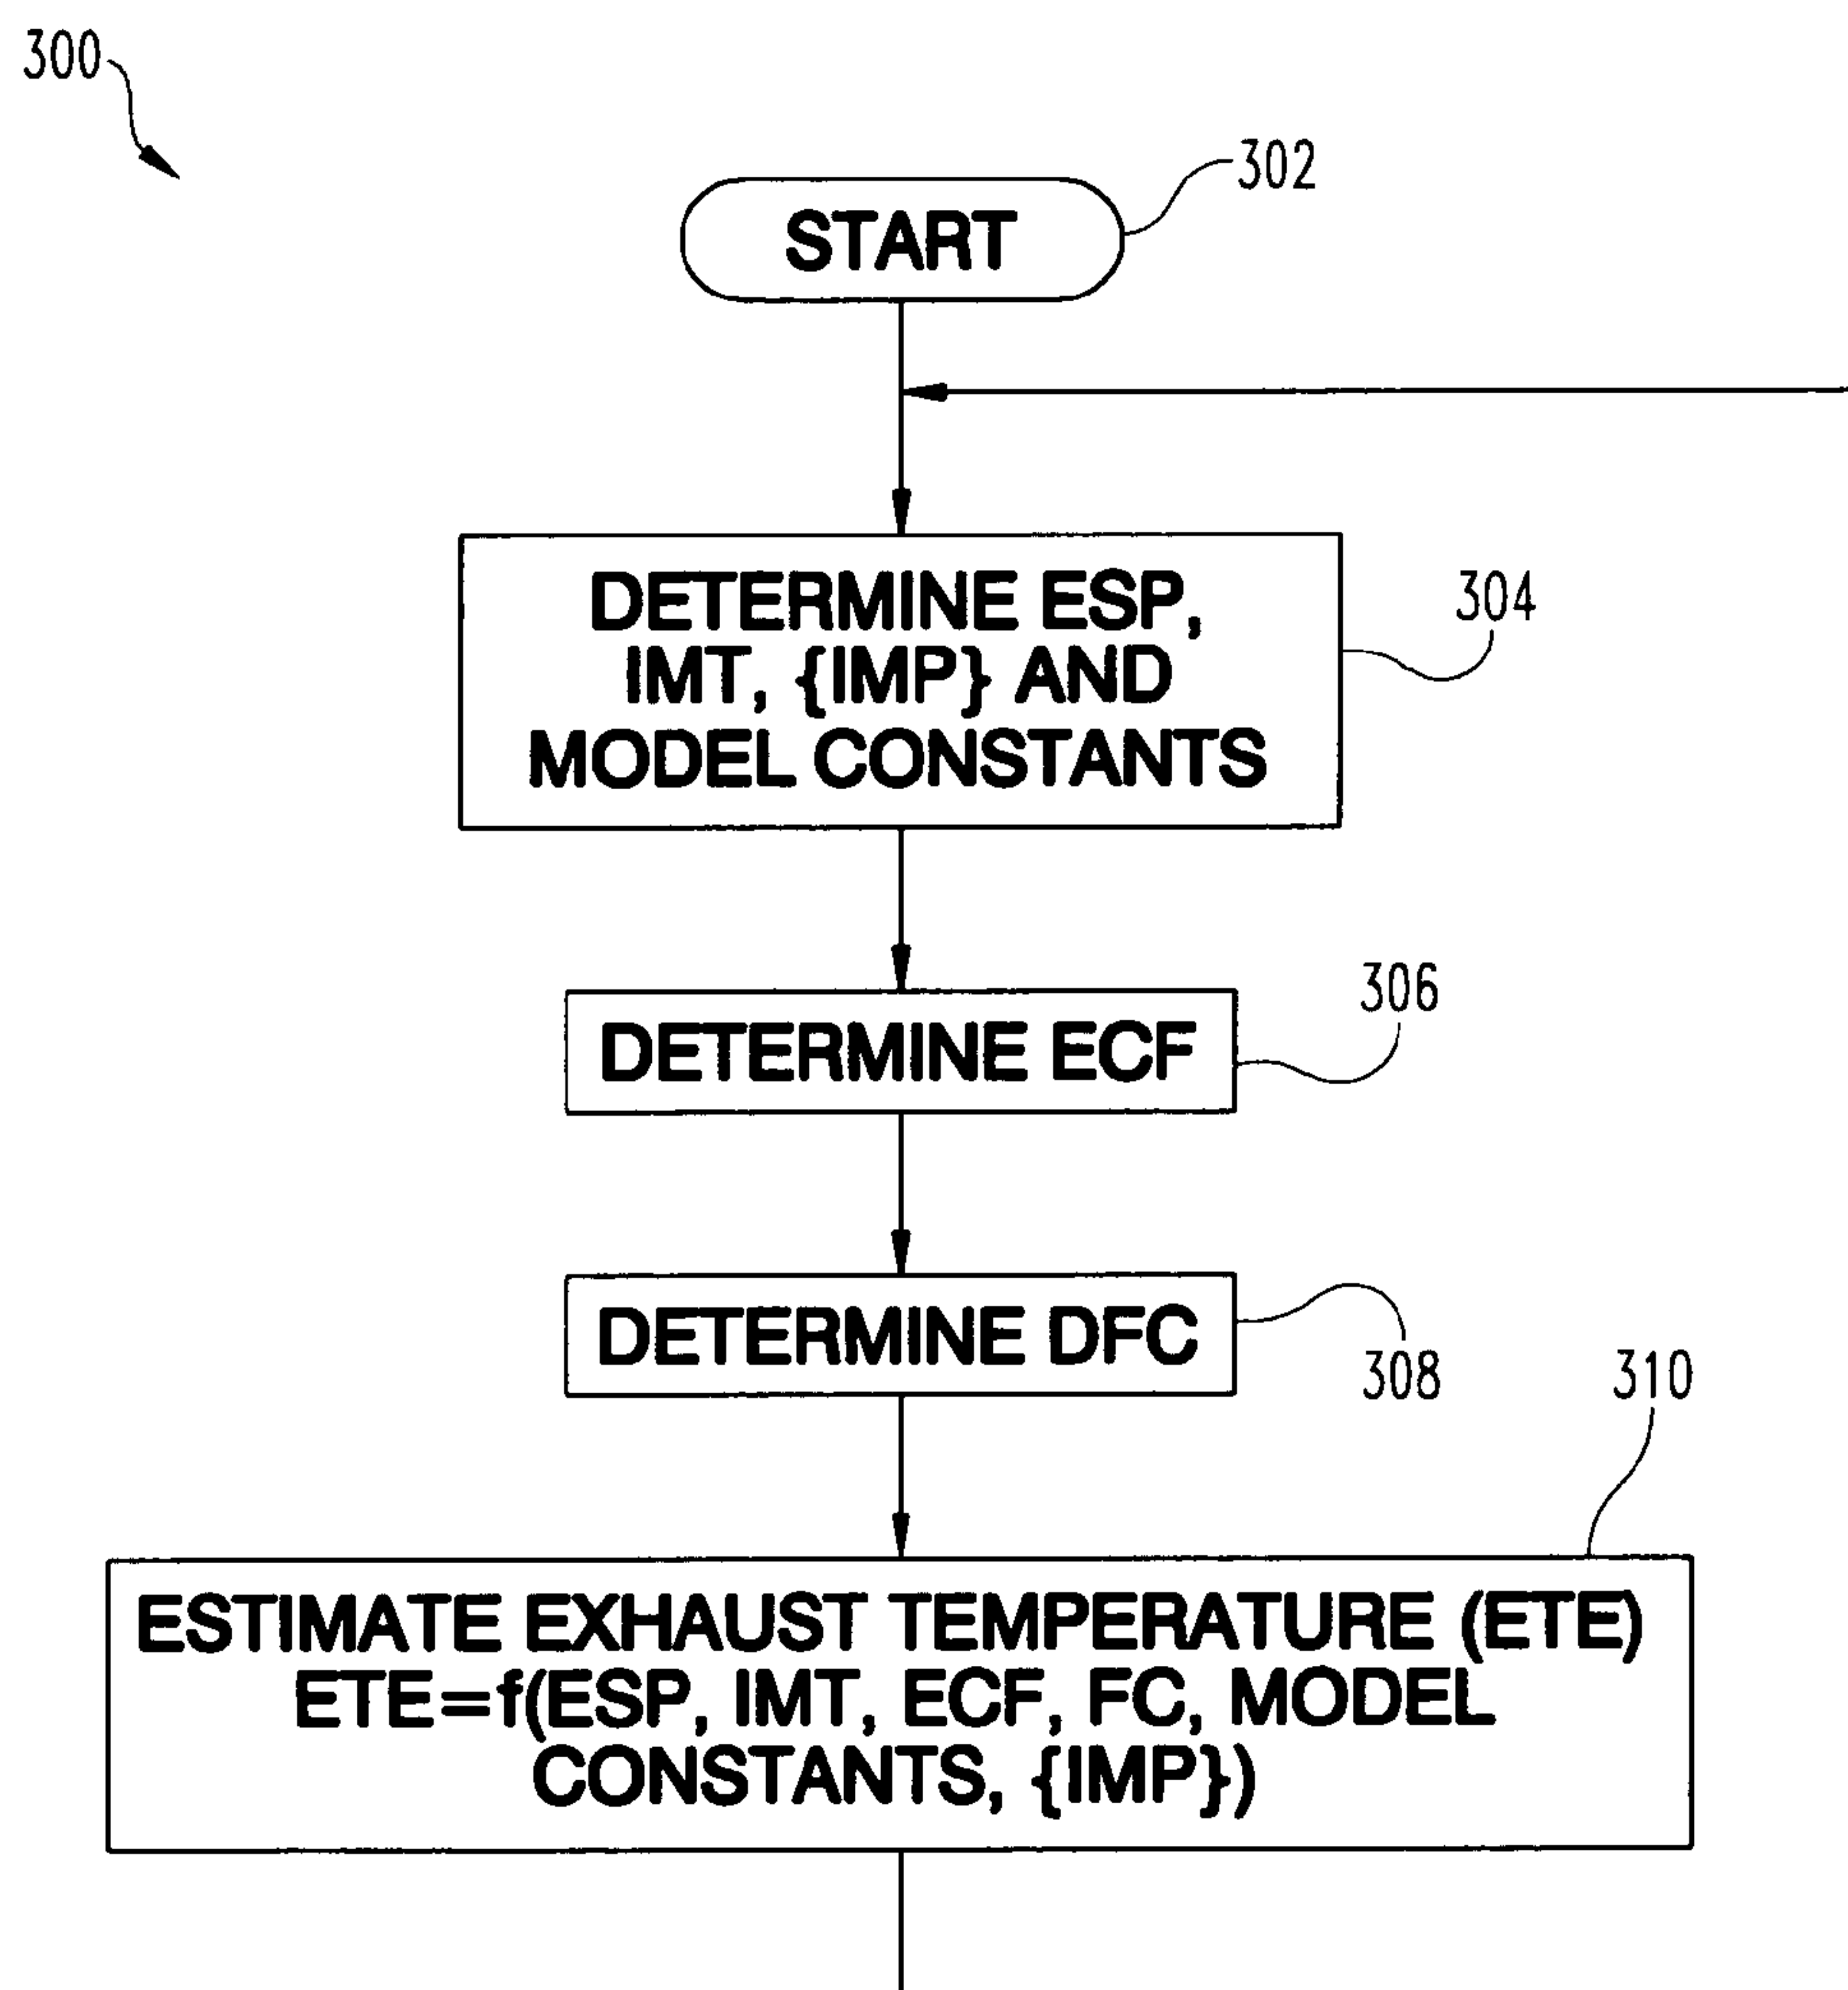 300
302
START
DETERMINE ESP,
IMT, {IMP} AND
MODEL CONSTANTS
304
306
DETERMINE ECF
DETERMINE DFC
308
310
ESTIMATE EXHAUST TEMPERATURE (ETE)
ETE=f(ESP, IMT, ECF, FC, MODEL
CONSTANTS, {IMP})